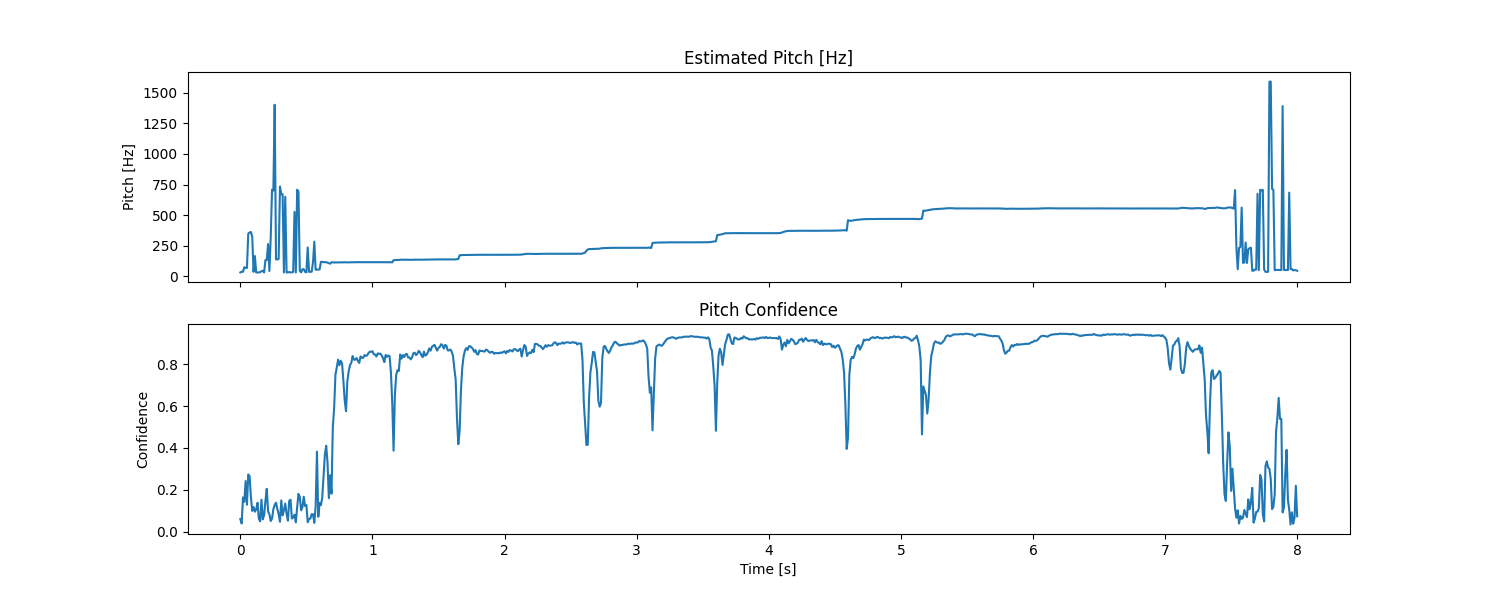 Estimated Pitch [Hz]
Pitch [Hz]
1500
1250
1000
750
500
250
0
Pitch Confidence
Confidence
0.8
0.6
0.4
0.2
0.0
0 1 2 3 4 5 6 7 8
Time [s]